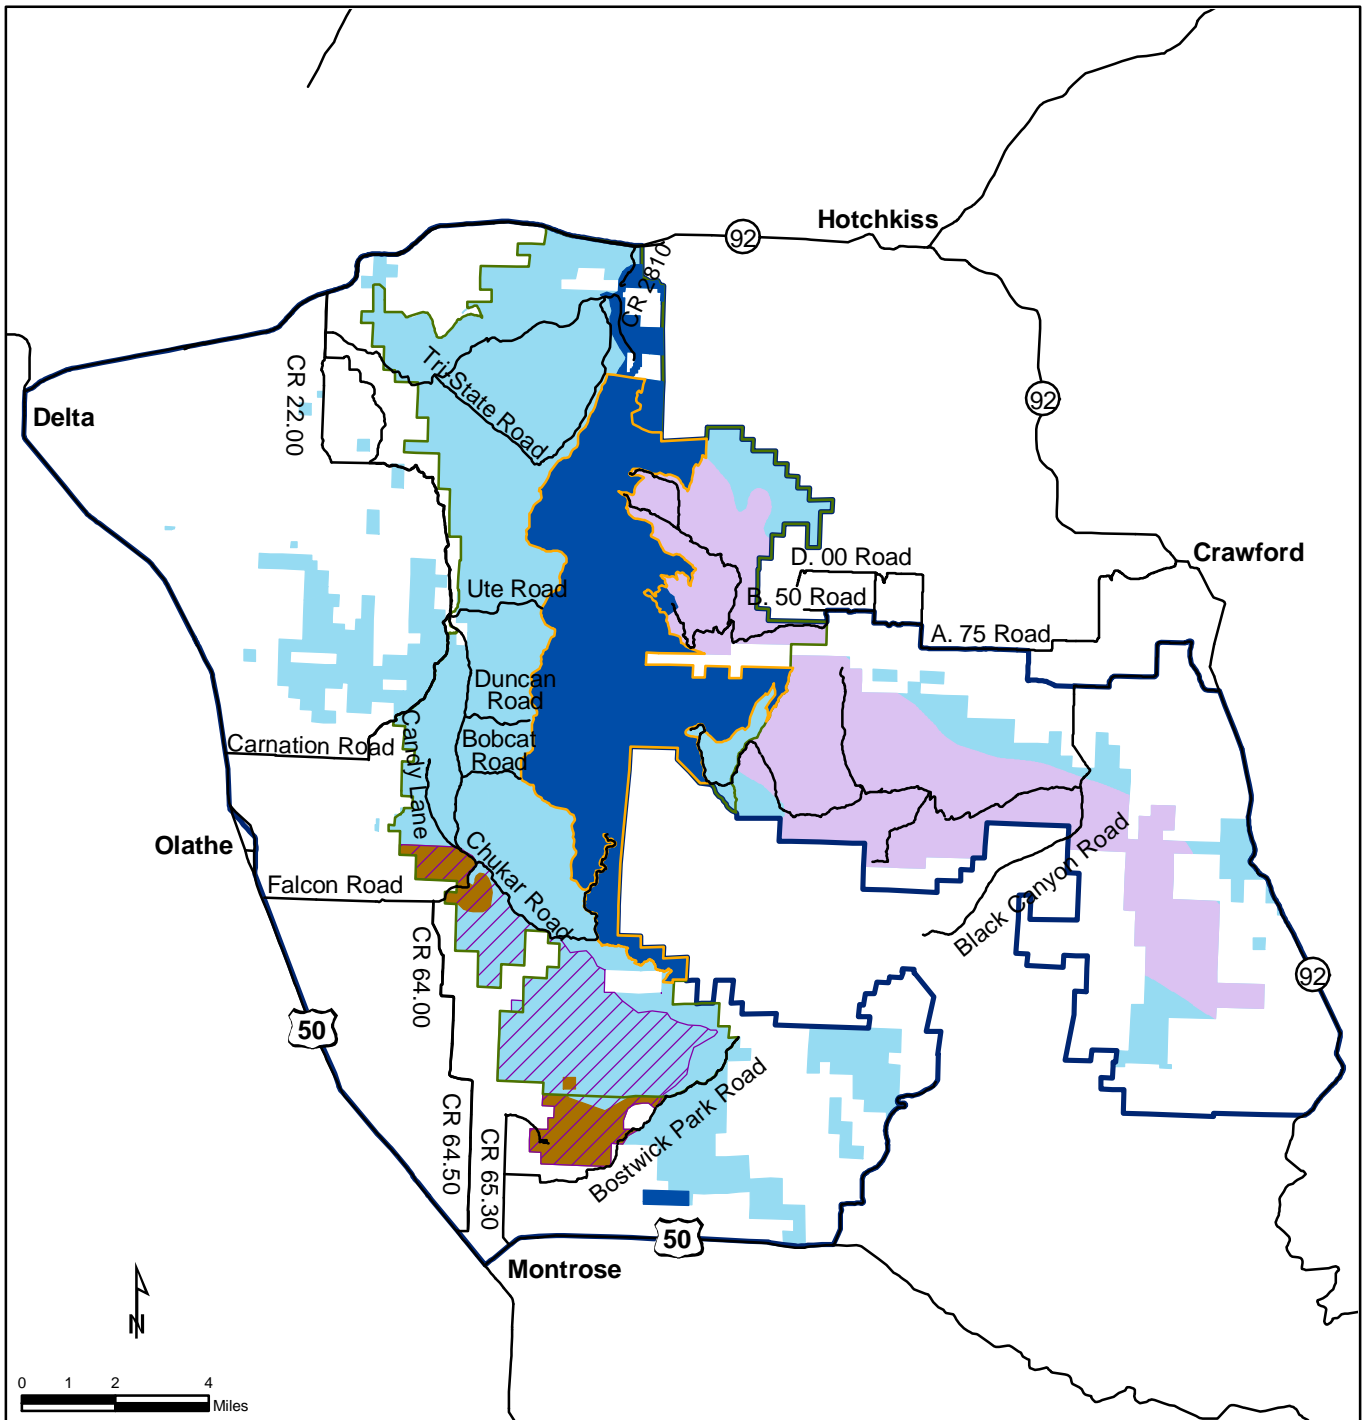 Hotchkiss
92
CR 2810
Tri-State Road
CR 22.00
Delta
92
Crawford
D. 00 Road
B. 50 Road
A. 75 Road
Ute Road
Duncan
Road
Bobcat
Road
Carnation Road
Candy Lane
Olathe
Chukar Road
Falcon Road
Black Canyon Road
CR 64.00
92
50
CR 64.50
CR 65.30
Bostwick Park Road
50
Montrose
N
0 1 2 4
Miles